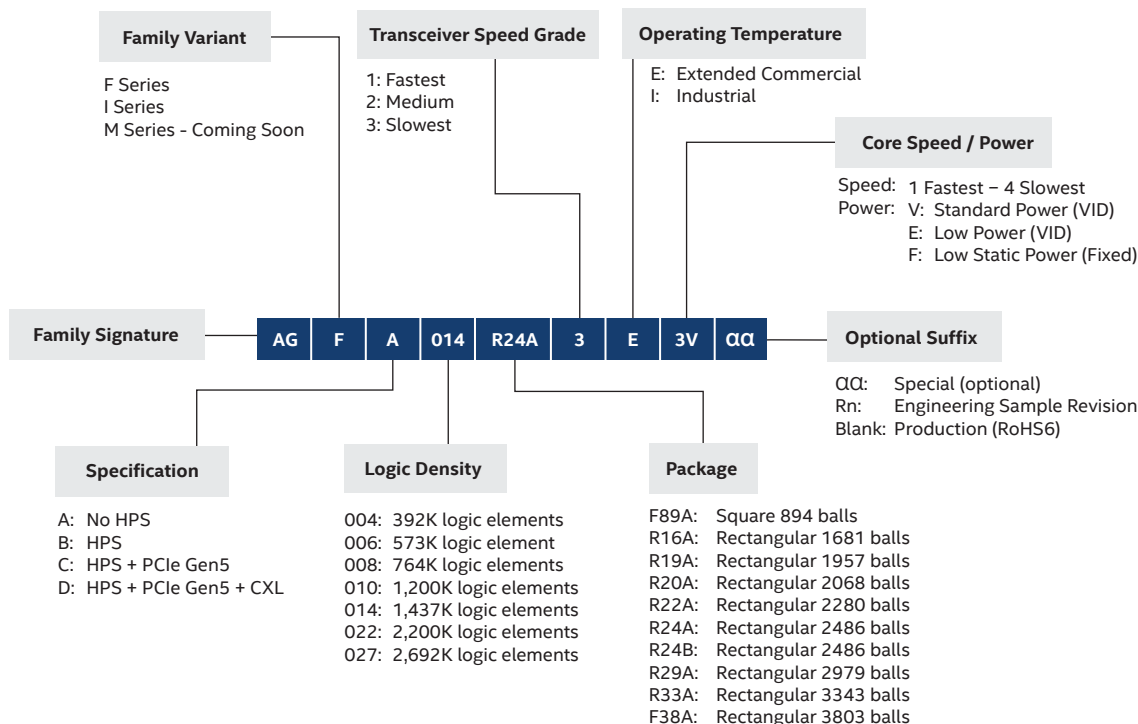 Family Variant
F Series
I Series
M Series - Coming Soon
Transceiver Speed Grade
1: Fastest
2: Medium
3: Slowest
Operating Temperature
E: Extended Commercial
I: Industrial
Core Speed / Power
Speed: 1 Fastest – 4 Slowest
Power: V: Standard Power (VID)
E: Low Power (VID)
F: Low Static Power (Fixed)
Family Signature
AG F A 014 R24A 3 E 3V αα
Optional Suffix
αα: Special (optional)
Rn: Engineering Sample Revision
Blank: Production (RoHS6)
Specification
A: No HPS
B: HPS
C: HPS + PCIe Gen5
D: HPS + PCIe Gen5 + CXL
Logic Density
004: 392K logic elements
006: 573K logic element
008: 764K logic elements
010: 1,200K logic elements
014: 1,437K logic elements
022: 2,200K logic elements
027: 2,692K logic elements
Package
F89A: Square 894 balls
R16A: Rectangular 1681 balls
R19A: Rectangular 1957 balls
R20A: Rectangular 2068 balls
R22A: Rectangular 2280 balls
R24A: Rectangular 2486 balls
R24B: Rectangular 2486 balls
R29A: Rectangular 2979 balls
R33A: Rectangular 3343 balls
F38A: Rectangular 3803 balls